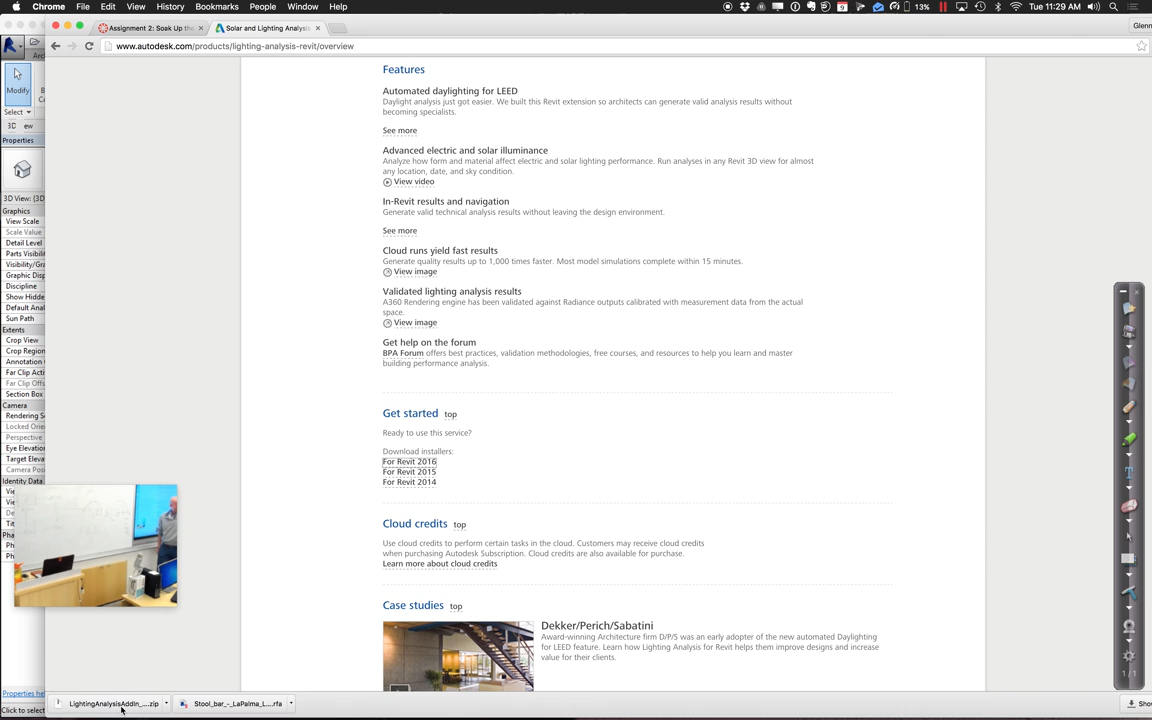 Chrome File Edit View History Bookmarks People Window Help
13% Tue 11:29 AM
Assignment 2: Soak Up the
Solar and Lighting Analysis
Glenn
www.autodesk.com/products/lighting-analysis-revit/overview
Modify
Select
Properties
3D View: {3D
Graphics
View Scale
Scale Value
Detail Level
Parts Visibili
Visibility/Gra
Graphic Disp
Discipline
Show Hidde
Default Anal
Sun Path
Extents
Crop View
Crop Region
Annotation
Far Clip Acti
Far Clip Offs
Section Box
Camera
Rendering Se
Locked Orie
Perspective
Eye Elevatio
Target Eleva
Camera Posi
Identity Data
Properties he
Click to select
Features
Automated daylighting for LEED
Daylight analysis just got easier. We built this Revit extension so architects can generate valid analysis results without
becoming specialists.
See more
Advanced electric and solar illuminance
Analyze how form and material affect electric and solar lighting performance. Run analyses in any Revit 3D view for almost
any location, date, and sky condition.
View video
In-Revit results and navigation
Generate valid technical analysis results without leaving the design environment.
See more
Cloud runs yield fast results
Generate quality results up to 1,000 times faster. Most model simulations complete within 15 minutes.
View image
Validated lighting analysis results
A360 Rendering engine has been validated against Radiance outputs calibrated with measurement data from the actual
space.
View image
Get help on the forum
BPA Forum offers best practices, validation methodologies, free courses, and resources to help you learn and master
building performance analysis.
Get started top
Ready to use this service?
Download installers:
For Revit 2016
For Revit 2015
For Revit 2014
Cloud credits top
Use cloud credits to perform certain tasks in the cloud. Customers may receive cloud credits
when purchasing Autodesk Subscription. Cloud credits are also available for purchase.
Learn more about cloud credits
Case studies top
Dekker/Perich/Sabatini
Award-winning Architecture firm D/P/S was an early adopter of the new automated Daylighting
for LEED feature. Learn how Lighting Analysis for Revit helps them improve designs and increase
value for their clients.
LightingAnalysisAddIn_....zip
Stool_bar_-_LaPalma_L....rfa
Sho
1/1